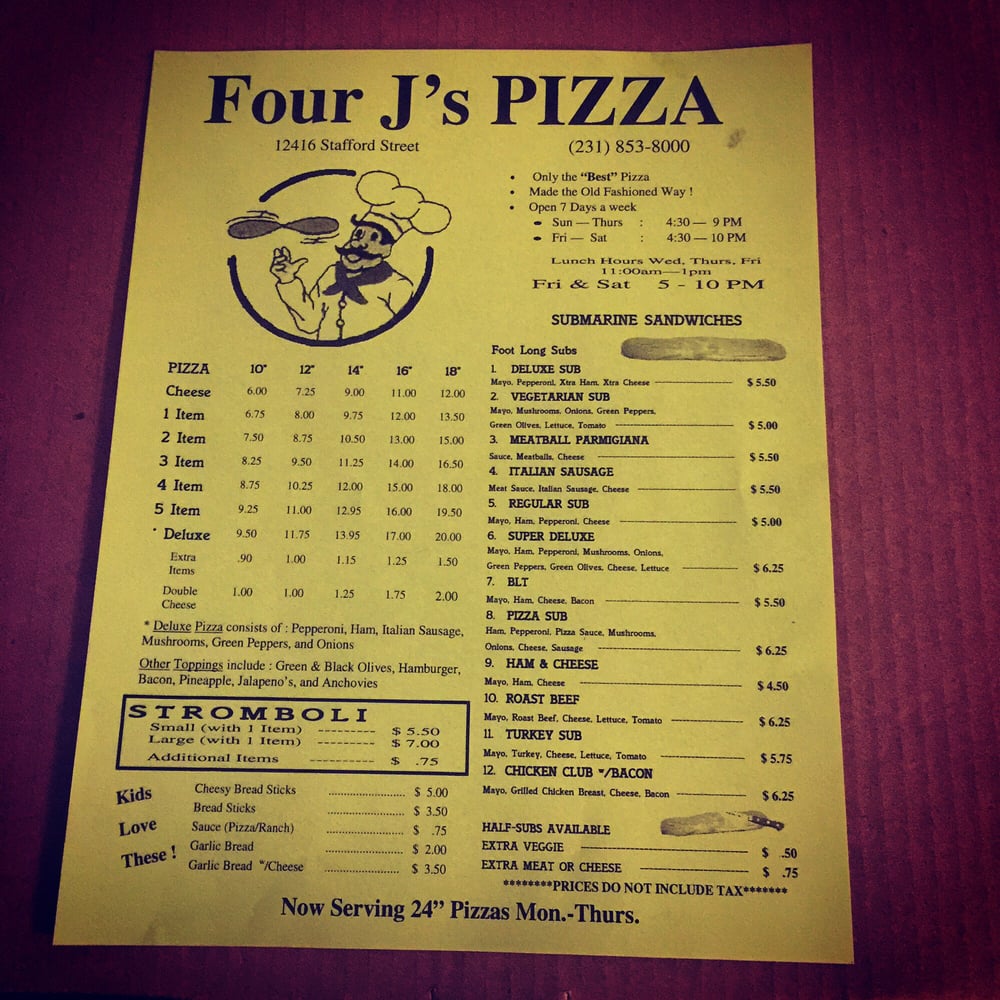 Four J's PIZZA
12416 Stafford Street (231) 853-8000
• Only the "Best" Pizza
• Made the Old Fashioned Way !
• Open 7 Days a week
Sun — Thurs : 4:30 — 9 PM
Fri — Sat : 4:30 — 10 PM
Lunch Hours Wed, Thurs, Fri
11:00am—1pm
Fri & Sat 5 - 10 PM
PIZZA 10" 12" 14" 16" 18"
Cheese 6.00 7.25 9.00 11.00 12.00
1 Item 6.75 8.00 9.75 12.00 13.50
2 Item 7.50 8.75 10.50 13.00 15.00
3 Item 8.25 9.50 11.25 14.00 16.50
4 Item 8.75 10.25 12.00 15.00 18.00
5 Item 9.25 11.00 12.95 16.00 19.50
* Deluxe 9.50 11.75 13.95 17.00 20.00
Extra
Items .90 1.00 1.15 1.25 1.50
Double
Cheese 1.00 1.00 1.25 1.75 2.00
* Deluxe Pizza consists of : Pepperoni, Ham, Italian Sausage,
Mushrooms, Green Peppers, and Onions
Other Toppings include : Green & Black Olives, Hamburger,
Bacon, Pineapple, Jalapeno's, and Anchovies
STROMBOLI
Small (with 1 Item) --------- $ 5.50
Large (with 1 Item) --------- $ 7.00
Additional Items ---------- $ .75
Kids
Love
These !
Cheesy Bread Sticks ........................ $ 5.00
Bread Sticks ........................ $ 3.50
Sauce (Pizza/Ranch) ........................ $ .75
Garlic Bread ........................ $ 2.00
Garlic Bread w/Cheese ........................ $ 3.50
SUBMARINE SANDWICHES
Foot Long Subs
1. DELUXE SUB
Mayo, Pepperoni, Xtra Ham, Xtra Cheese ---------- $ 5.50
2. VEGETARIAN SUB
Mayo, Mushrooms, Onions, Green Peppers,
Green Olives, Lettuce, Tomato ---------- $ 5.00
3. MEATBALL PARMIGIANA
Sauce, Meatballs, Cheese ---------- $ 5.50
4. ITALIAN SAUSAGE
Meat Sauce, Italian Sausage, Cheese ---------- $ 5.50
5. REGULAR SUB
Mayo, Ham, Pepperoni, Cheese ---------- $ 5.00
6. SUPER DELUXE
Mayo, Ham, Pepperoni, Mushrooms, Onions,
Green Peppers, Green Olives, Cheese, Lettuce ---------- $ 6.25
7. BLT
Mayo, Ham, Cheese, Bacon ---------- $ 5.50
8. PIZZA SUB
Ham, Pepperoni, Pizza Sauce, Mushrooms,
Onions, Cheese, Sausage ---------- $ 6.25
9. HAM & CHEESE
Mayo, Ham, Cheese ---------- $ 4.50
10. ROAST BEEF
Mayo, Roast Beef, Cheese, Lettuce, Tomato ---------- $ 6.25
11. TURKEY SUB
Mayo, Turkey, Cheese, Lettuce, Tomato ---------- $ 5.75
12. CHICKEN CLUB w/BACON
Mayo, Grilled Chicken Breast, Cheese, Bacon ---------- $ 6.25
HALF-SUBS AVAILABLE
EXTRA VEGGIE ---------- $ .50
EXTRA MEAT OR CHEESE ---------- $ .75
********PRICES DO NOT INCLUDE TAX*******
Now Serving 24" Pizzas Mon.-Thurs.